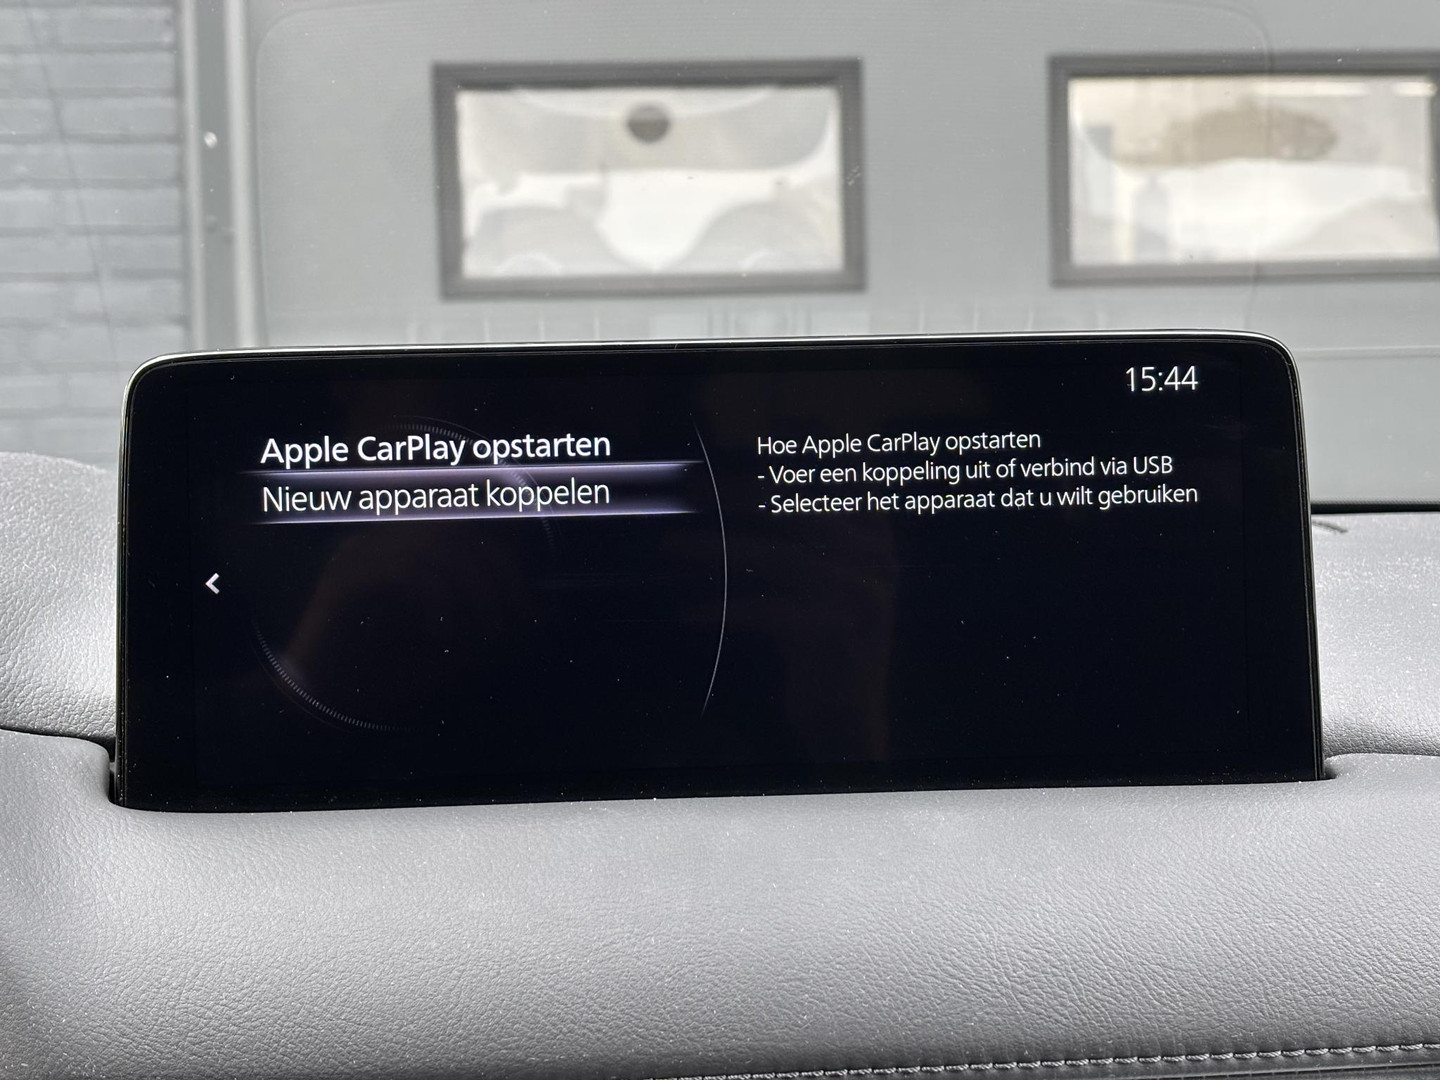 15:44
Apple CarPlay opstarten
Nieuw apparaat koppelen
Hoe Apple CarPlay opstarten
- Voer een koppeling uit of verbind via USB
- Selecteer het apparaat dat u wilt gebruiken